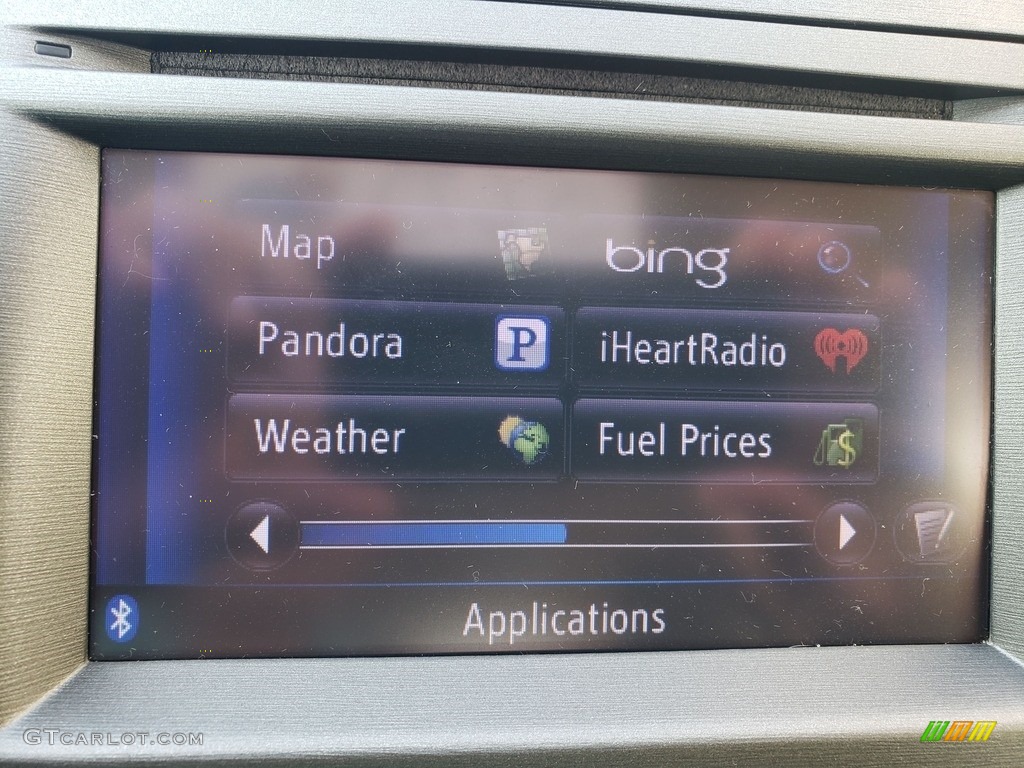 Map
bing
Pandora
P
iHeartRadio
Weather
Fuel Prices
$
Applications
GTCARLOT.COM